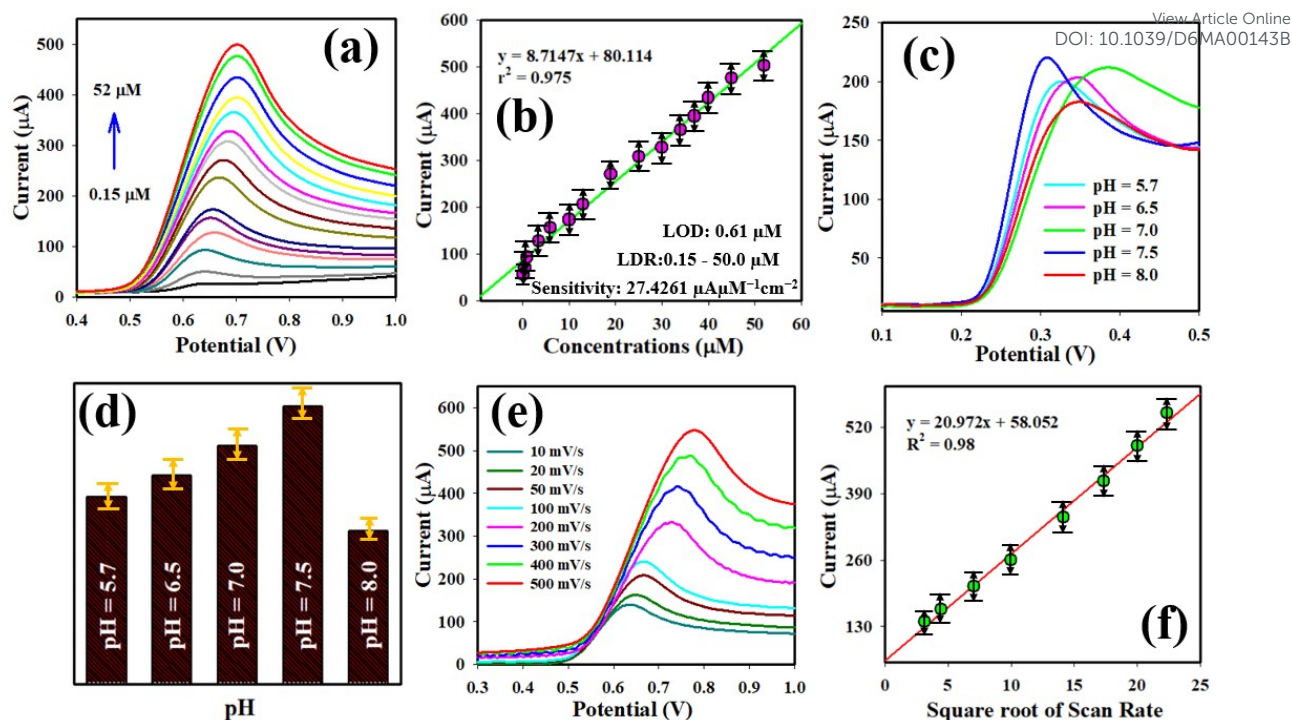 View Article Online
DOI: 10.1039/D6MA00143B
(a)
500
400
300
200
100
0
52 µM
0.15 µM
Current (µA)
0.4 0.5 0.6 0.7 0.8 0.9 1.0
Potential (V)
(b)
y = 8.7147x + 80.114
r² = 0.975
600
500
400
300
200
100
0
Current (µA)
LOD: 0.61 µM
LDR:0.15 - 50.0 µM
Sensitivity: 27.4261 µAµM⁻¹cm⁻²
0 10 20 30 40 50 60
Concentrations (µM)
(c)
250
200
150
100
50
Current (µA)
pH = 5.7
pH = 6.5
pH = 7.0
pH = 7.5
pH = 8.0
0.1 0.2 0.3 0.4 0.5
Potential (V)
(d)
pH = 5.7
pH = 6.5
pH = 7.0
pH = 7.5
pH = 8.0
pH
(e)
600
500
400
300
200
100
0
Current (µA)
10 mV/s
20 mV/s
50 mV/s
100 mV/s
200 mV/s
300 mV/s
400 mV/s
500 mV/s
0.3 0.4 0.5 0.6 0.7 0.8 0.9 1.0
Potential (V)
y = 20.972x + 58.052
R² = 0.98
520
390
260
130
Current (µA)
(f)
0 5 10 15 20 25
Square root of Scan Rate